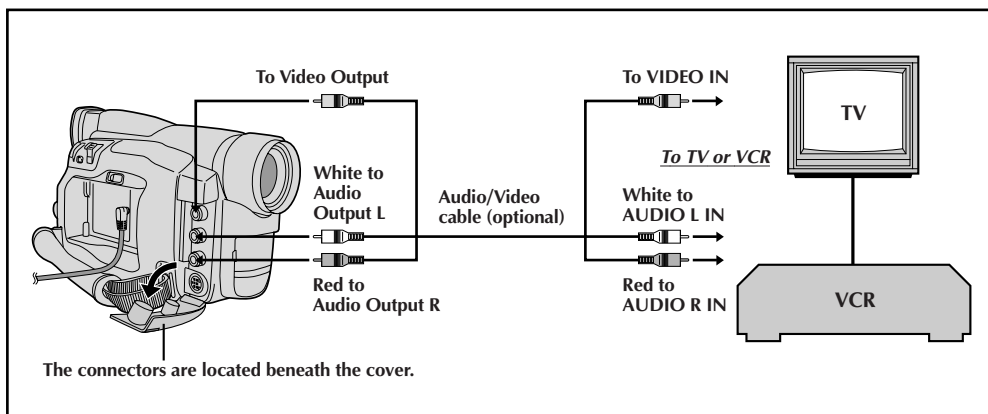 To Video Output
To VIDEO IN
TV
To TV or VCR
White to
Audio
Output L
Audio/Video
cable (optional)
White to
AUDIO L IN
Red to
Audio Output R
Red to
AUDIO R IN
VCR
The connectors are located beneath the cover.